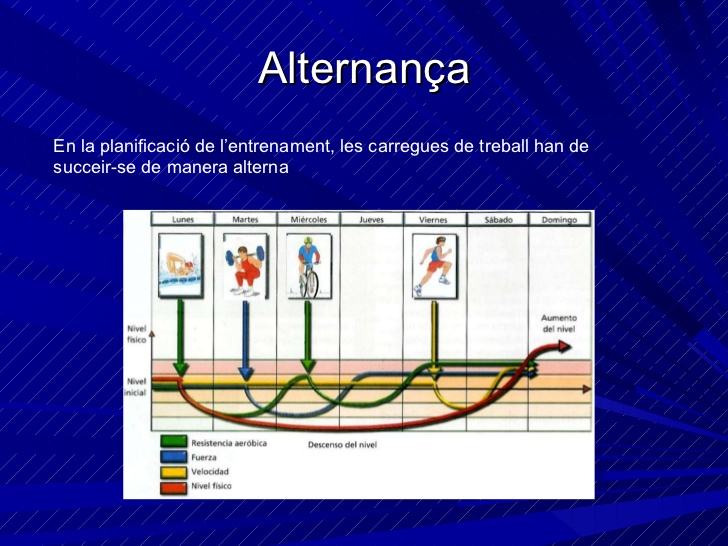 Alternança
En la planificació de l’entrenament, les carregues de treball han de
succeir-se de manera alterna
Lunes Martes Miércoles Jueves Viernes Sábado Domingo
Aumento
del nivel
Nivel
físico
Nivel
inicial
Resistencia aeróbica
Descenso del nivel
Fuerza
Velocidad
Nivel físico